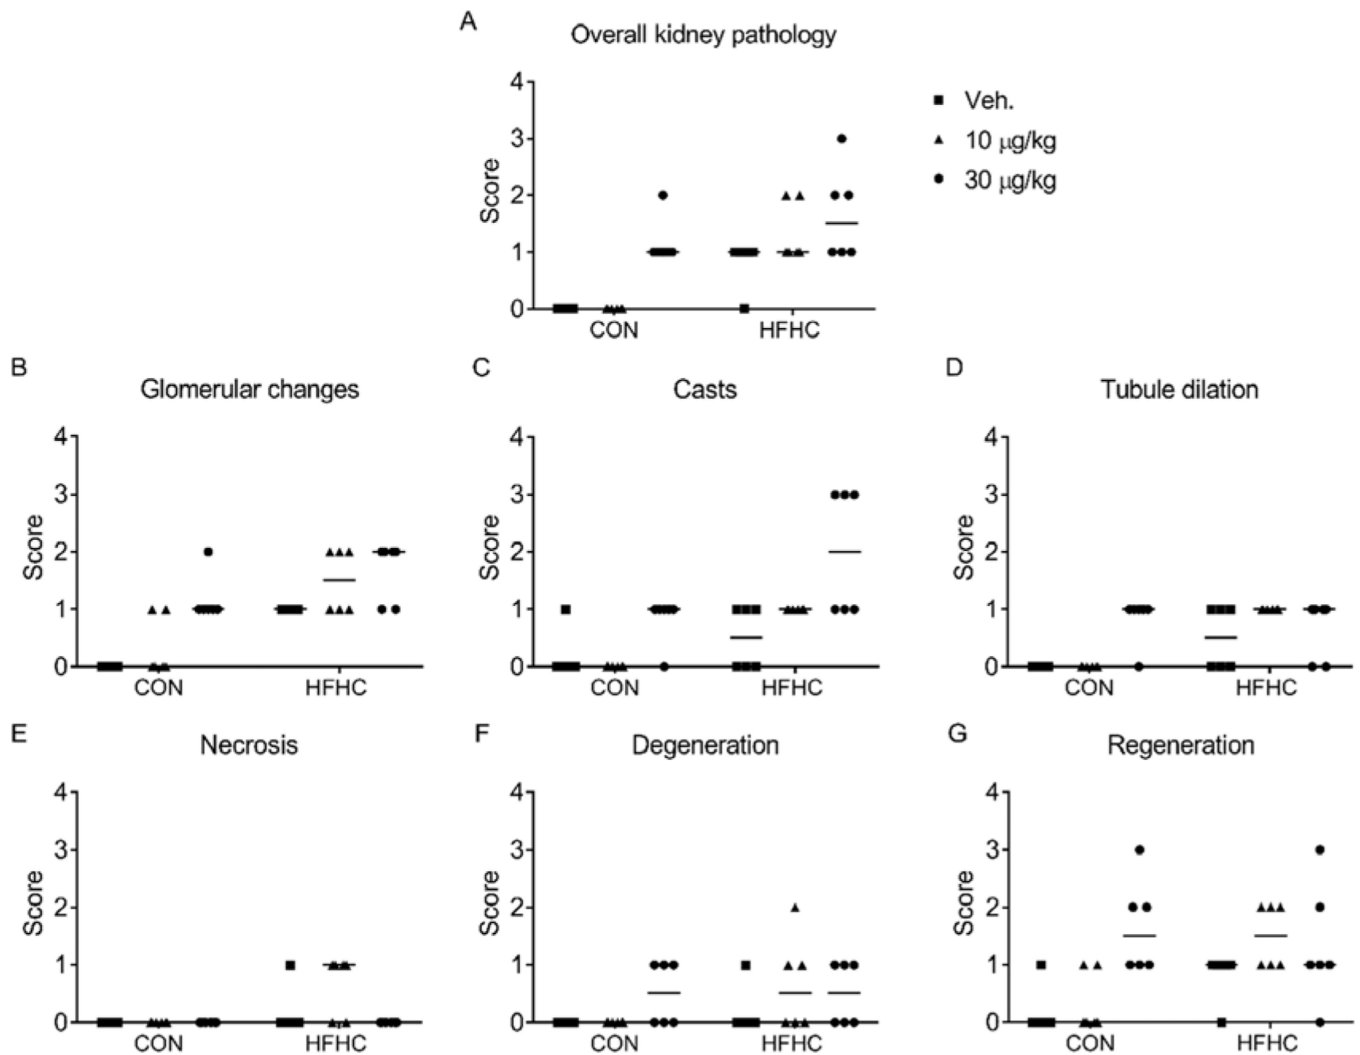 A
Overall kidney pathology
4
3
2
1
0
Score
CON
HFHC
Veh.
10 μg/kg
30 μg/kg
B
Glomerular changes
4
3
2
1
0
Score
CON
HFHC
C
Casts
4
3
2
1
0
Score
CON
HFHC
D
Tubule dilation
4
3
2
1
0
Score
CON
HFHC
E
Necrosis
4
3
2
1
0
Score
CON
HFHC
F
Degeneration
4
3
2
1
0
Score
CON
HFHC
G
Regeneration
4
3
2
1
0
Score
CON
HFHC